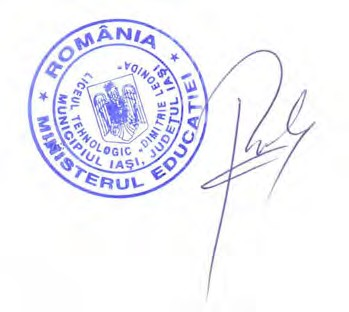 * ROMÂNIA *
MINISTERUL EDUCAȚIEI
MUNICIPIUL IAȘI, JUDEȚUL IAȘI
LICEUL TEHNOLOGIC „DIMITRIE LEONIDA”